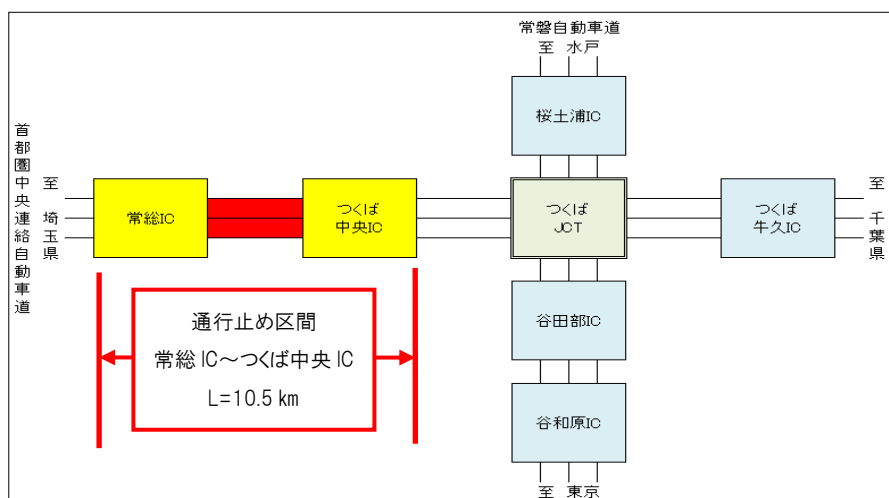 常磐自動車道
至 水戸
桜土浦IC
首都圏中央連絡自動車道
至 埼玉県
常総IC
つくば
中央IC
つくば
JCT
つくば
牛久IC
至 千葉県
通行止め区間
常総 IC～つくば中央 IC
L=10.5 km
谷田部IC
谷和原IC
至 東京